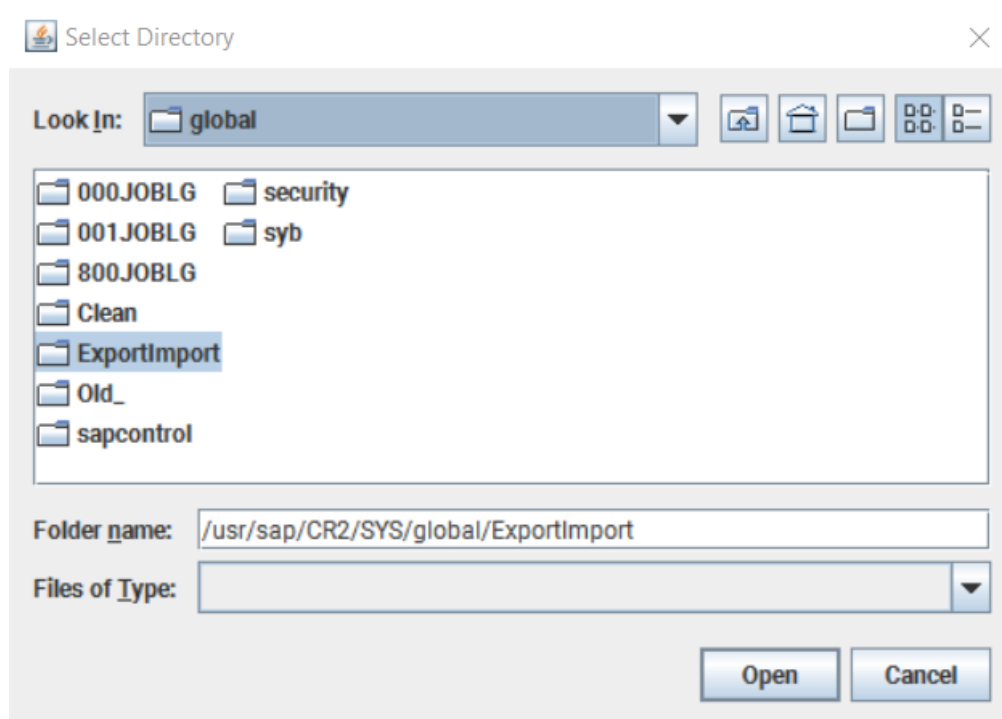 Select Directory
Look In: global
000JOBLG security
001JOBLG syb
800JOBLG
Clean
ExportImport
Old_
sapcontrol
Folder name: /usr/sap/CR2/SYS/global/ExportImport
Files of Type:
Open Cancel